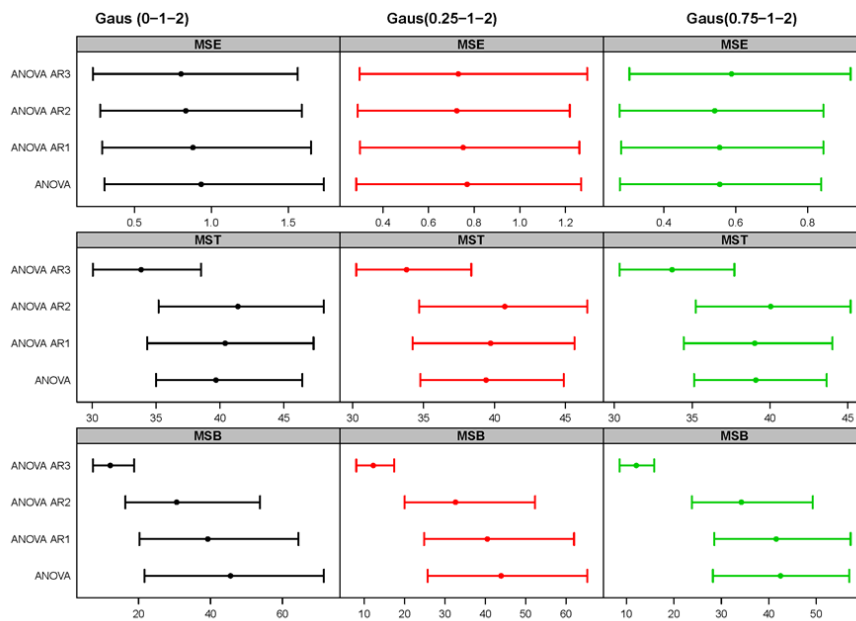 Gaus (0−1−2) Gaus(0.25−1−2) Gaus(0.75−1−2)
MSE MSE MSE
ANOVA AR3
ANOVA AR2
ANOVA AR1
ANOVA
0.5 1.0 1.5 0.4 0.6 0.8 1.0 1.2 0.4 0.6 0.8
MST MST MST
ANOVA AR3
ANOVA AR2
ANOVA AR1
ANOVA
30 35 40 45 30 35 40 45 30 35 40 45
MSB MSB MSB
ANOVA AR3
ANOVA AR2
ANOVA AR1
ANOVA
20 40 60 10 20 30 40 50 60 10 20 30 40 50